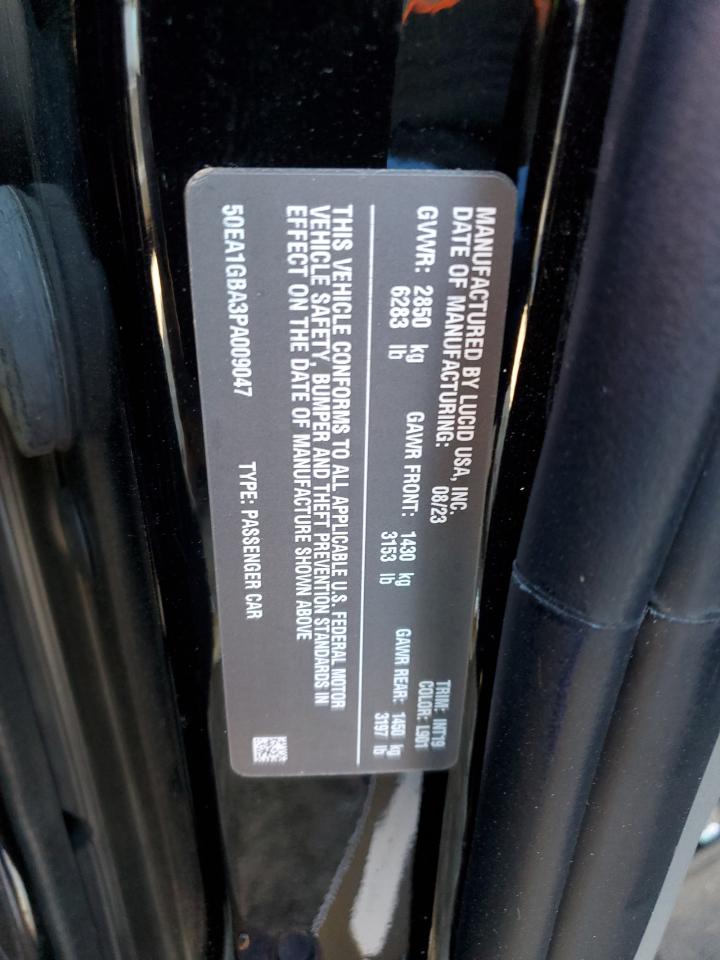 MANUFACTURED BY LUCID USA, INC.
DATE OF MANUFACTURING: 08/23
TRIM: INT19
COLOR: L901
GVWR: 2850 kg
6283 lb
GAWR FRONT: 1430 kg
3153 lb
GAWR REAR: 1450 kg
3197 lb
THIS VEHICLE CONFORMS TO ALL APPLICABLE U.S. FEDERAL MOTOR
VEHICLE SAFETY, BUMPER AND THEFT PREVENTION STANDARDS IN
EFFECT ON THE DATE OF MANUFACTURE SHOWN ABOVE
50EA1GBA3PA009047 TYPE: PASSENGER CAR